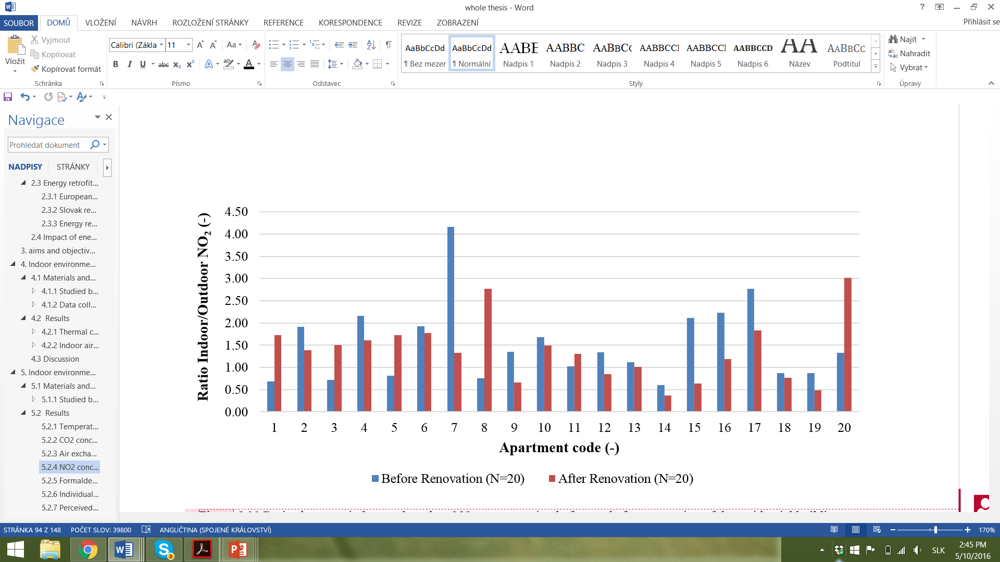 whole thesis - Word
SOUBOR DOMŮ VLOŽENÍ NÁVRH ROZLOŽENÍ STRÁNKY REFERENCE KORESPONDENCE REVIZE ZOBRAZENÍ Přihlásit se
Vložit
Vyjmout
Kopírovat
Kopírovat formát
Schránka
Calibri (Základ 11
Písmo
Odstavec
AaBbCcDd AaBbCcDd AABE AABBC AABBCC AABBCCI AABBCCI AABBCCD AA AABBCC
¶ Bez mezer ¶ Normální Nadpis 1 Nadpis 2 Nadpis 3 Nadpis 4 Nadpis 5 Nadpis 6 Název Podtitul
Styly
Najít
Nahradit
Vybrat
Úpravy
Navigace
Prohledat dokument
NADPISY STRÁNKY
2.3 Energy retrofit...
2.3.1 European...
2.3.2 Slovak re...
2.3.3 Energy re...
2.4 Impact of ene...
3. aims and objectiv...
4. Indoor environme...
4.1 Materials and...
4.1.1 Studied b...
4.1.2 Data coll...
4.2 Results
4.2.1 Thermal c...
4.2.2 Indoor air...
4.3 Discussion
5. Indoor environme...
5.1 Materials and...
5.1.1 Studied b...
5.2 Results
5.2.1 Temperat...
5.2.2 CO2 conc...
5.2.3 Air excha...
5.2.4 NO2 conc...
5.2.5 Formalde...
5.2.6 Individual...
5.2.7 Perceived...
Ratio Indoor/Outdoor NO2 (-)
4.50
4.00
3.50
3.00
2.50
2.00
1.50
1.00
0.50
0.00
1 2 3 4 5 6 7 8 9 10 11 12 13 14 15 16 17 18 19 20
Apartment code (-)
Before Renovation (N=20) After Renovation (N=20)
STRÁNKA 94 Z 148 POČET SLOV: 39800 ANGLIČTINA (SPOJENÉ KRÁLOVSTVÍ) 170%
3
SLK
2:45 PM
5/10/2016